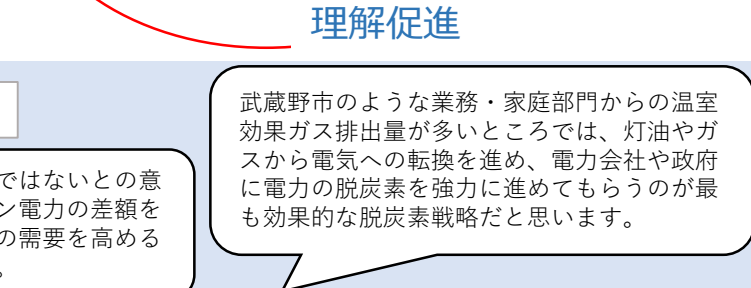 理解促進
武蔵野市のような業務・家庭部門からの温室
効果ガス排出量が多いところでは、灯油やガ
スから電気への転換を進め、電力会社や政府
に電力の脱炭素を強力に進めてもらうのが最
も効果的な脱炭素戦略だと思います。
ではないとの意
ン電力の差額を
の需要を高める
。